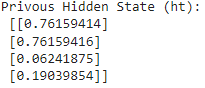 Privous Hidden State (ht):
[[0.76159414]
[0.76159416]
[0.06241875]
[0.19039854]]